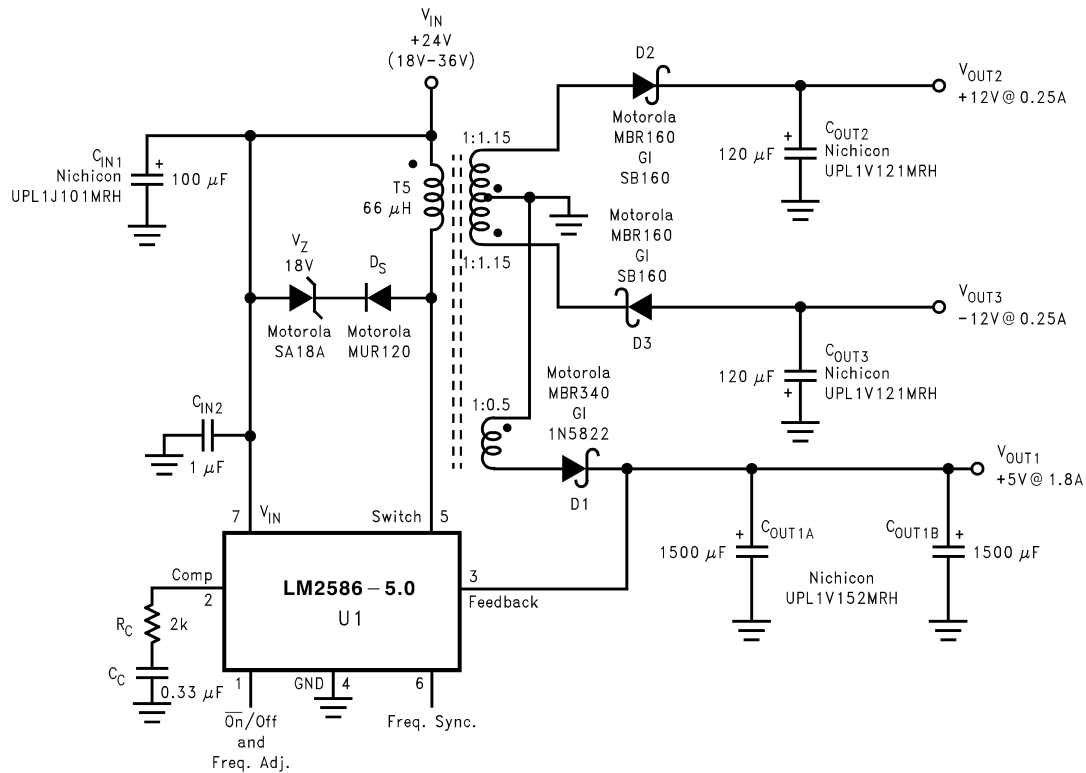 V_IN
+24V
(18V–36V)
D2
V_OUT2
+12V@ 0.25A
Motorola
MBR160
GI
SB160
1:1.15
C_IN1
Nichicon
UPL1J101MRH
+
100 μF
T5
66 μH
120 μF
+
C_OUT2
Nichicon
UPL1V121MRH
Motorola
MBR160
GI
SB160
1:1.15
V_Z
18V
D_S
Motorola
SA18A
Motorola
MUR120
D3
V_OUT3
-12V@ 0.25A
120 μF
+
C_OUT3
Nichicon
UPL1V121MRH
Motorola
MBR340
GI
1N5822
1:0.5
C_IN2
1 μF
D1
V_OUT1
+5V@ 1.8A
7
V_IN
Switch
5
1500 μF
+
C_OUT1A
C_OUT1B
+
1500 μF
Nichicon
UPL1V152MRH
Comp
2
LM2586–5.0
U1
3
Feedback
R_C
2k
C_C
0.33 μF
1
GND
4
6
O̅n̅/Off
and
Freq. Adj.
Freq. Sync.